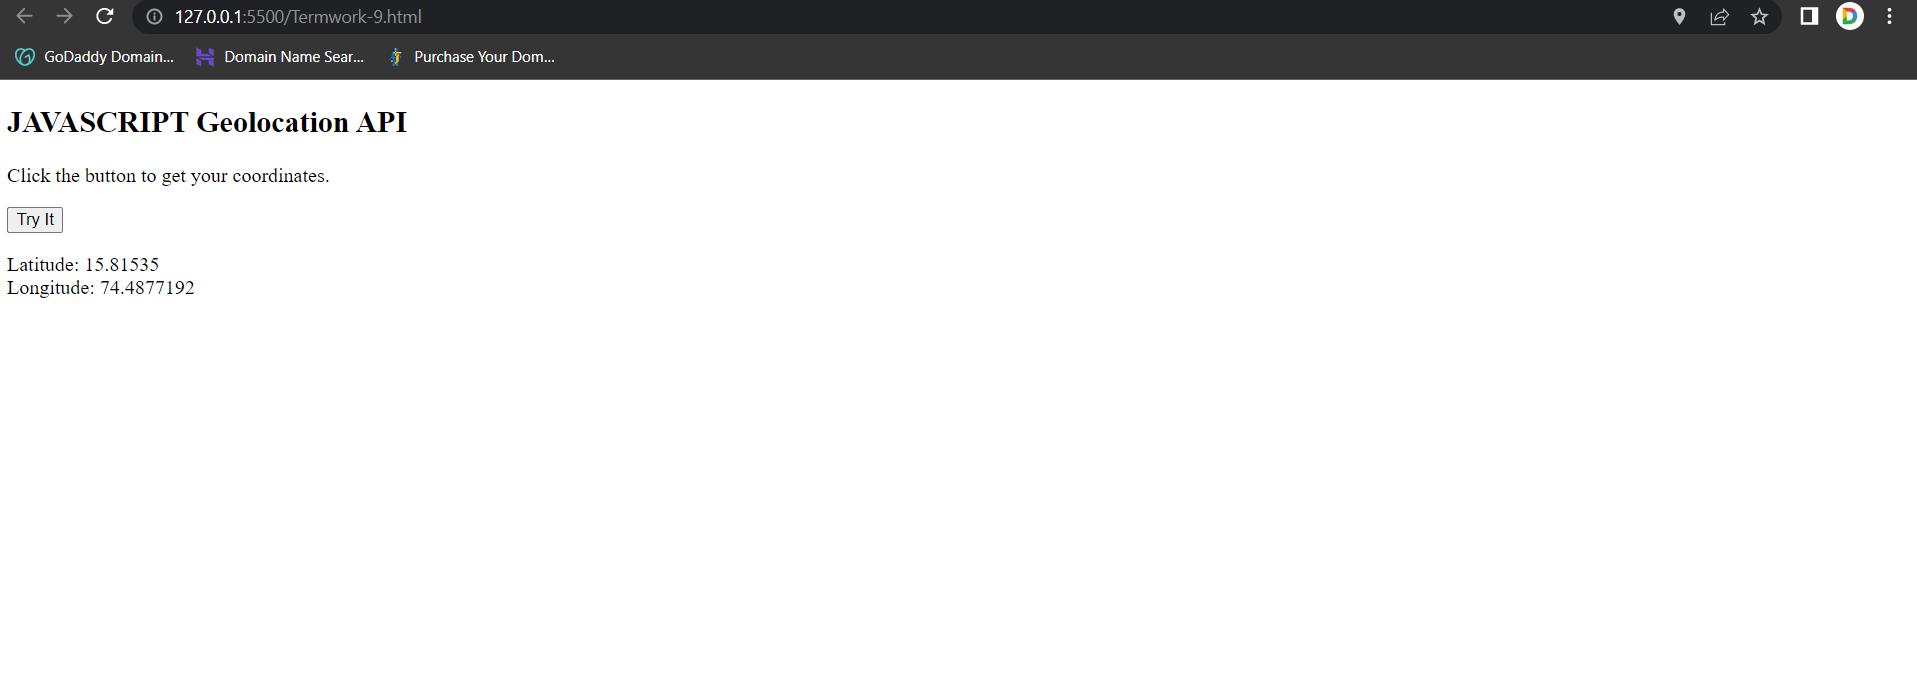 127.0.0.1:5500/Termwork-9.html
GoDaddy Domain... Domain Name Sear... Purchase Your Dom...
JAVASCRIPT Geolocation API
Click the button to get your coordinates.
Try It
Latitude: 15.81535
Longitude: 74.4877192